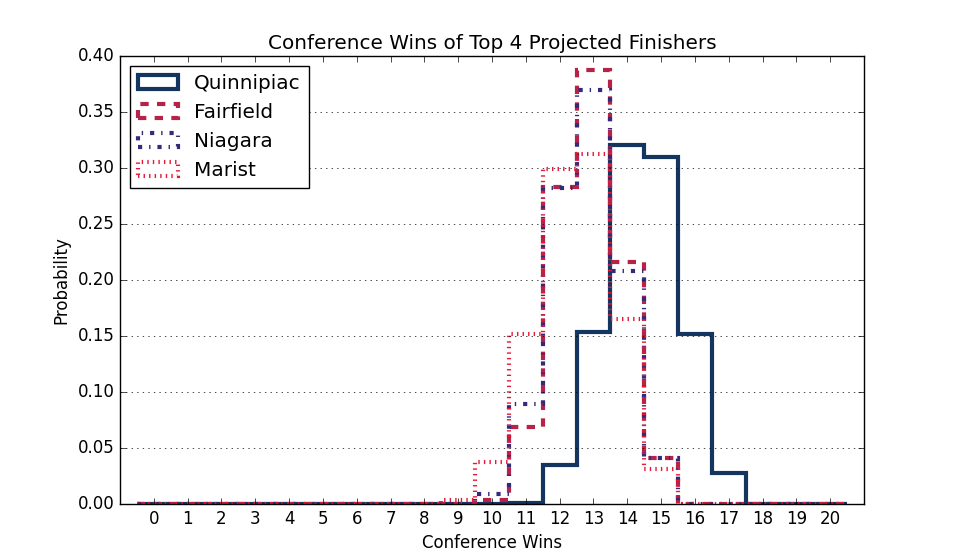 Conference Wins of Top 4 Projected Finishers
Quinnipiac
Fairfield
Niagara
Marist
Probability
0.40
0.35
0.30
0.25
0.20
0.15
0.10
0.05
0.00
0 1 2 3 4 5 6 7 8 9 10 11 12 13 14 15 16 17 18 19 20
Conference Wins